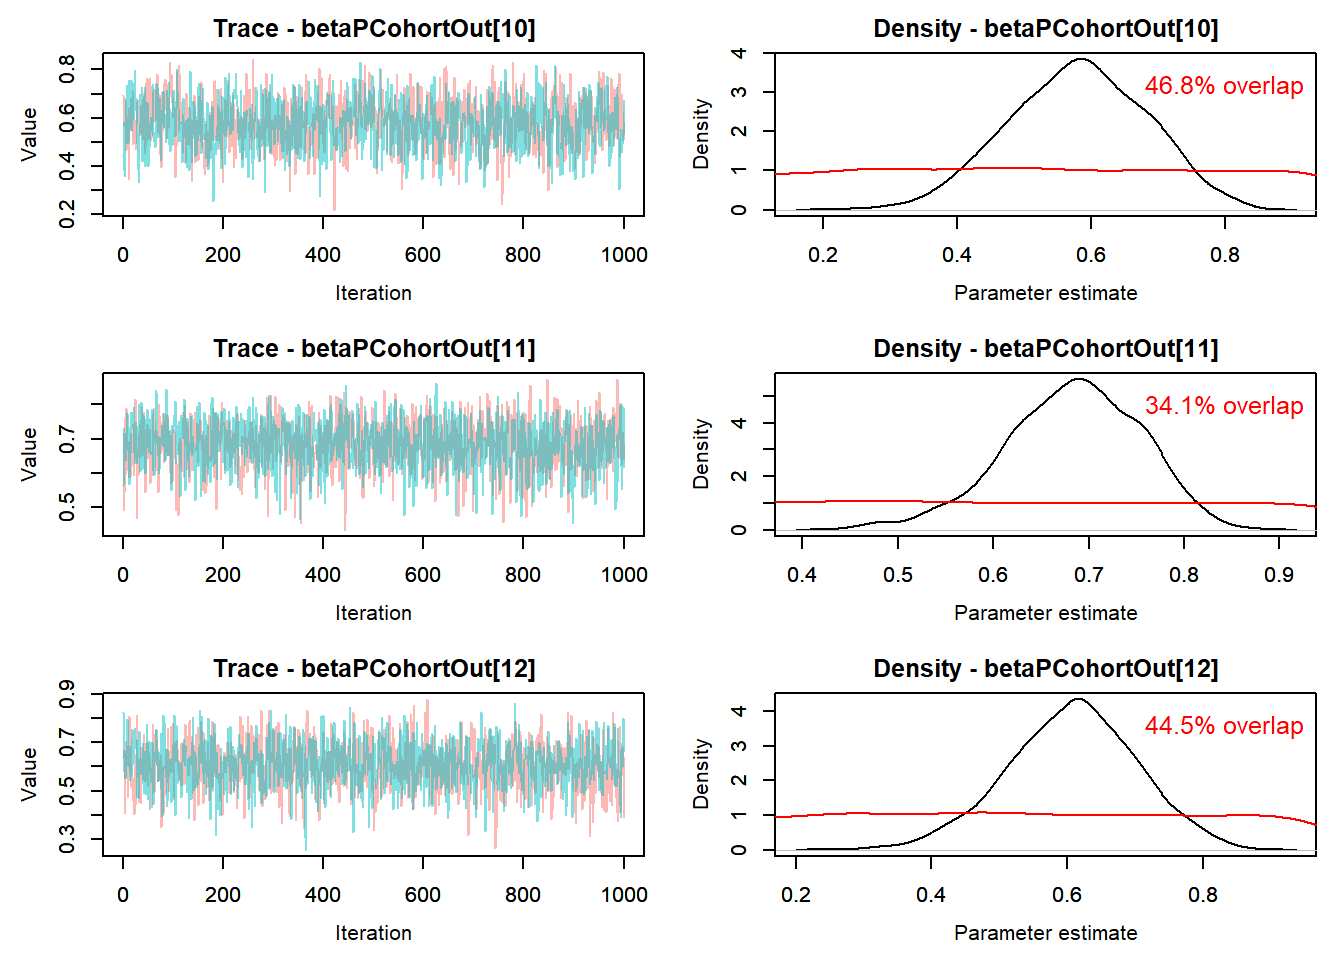 Trace - betaPCohortOut[10]
Value
0.2 0.4 0.6 0.8
0 200 400 600 800 1000
Iteration
Density - betaPCohortOut[10]
Density
0 1 2 3 4
46.8% overlap
0.2 0.4 0.6 0.8
Parameter estimate
Trace - betaPCohortOut[11]
Value
0.5 0.7
0 200 400 600 800 1000
Iteration
Density - betaPCohortOut[11]
Density
0 2 4
34.1% overlap
0.4 0.5 0.6 0.7 0.8 0.9
Parameter estimate
Trace - betaPCohortOut[12]
Value
0.3 0.5 0.7 0.9
0 200 400 600 800 1000
Iteration
Density - betaPCohortOut[12]
Density
0 1 2 3 4
44.5% overlap
0.2 0.4 0.6 0.8
Parameter estimate